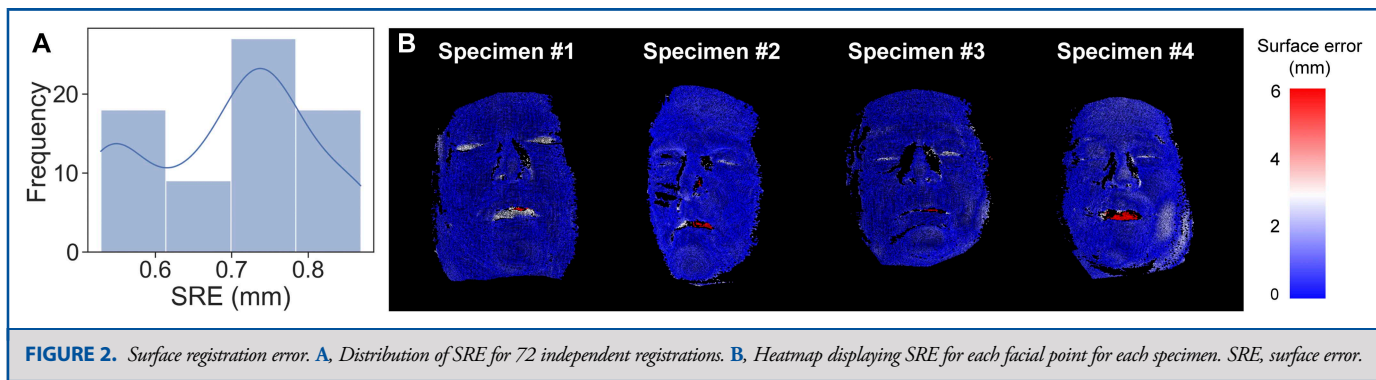 A
Frequency
20
10
0
0.6 0.7 0.8
SRE (mm)
B
Specimen #1 Specimen #2 Specimen #3 Specimen #4
Surface error
(mm)
6
4
2
0
FIGURE 2. Surface registration error. A, Distribution of SRE for 72 independent registrations. B, Heatmap displaying SRE for each facial point for each specimen. SRE, surface error.